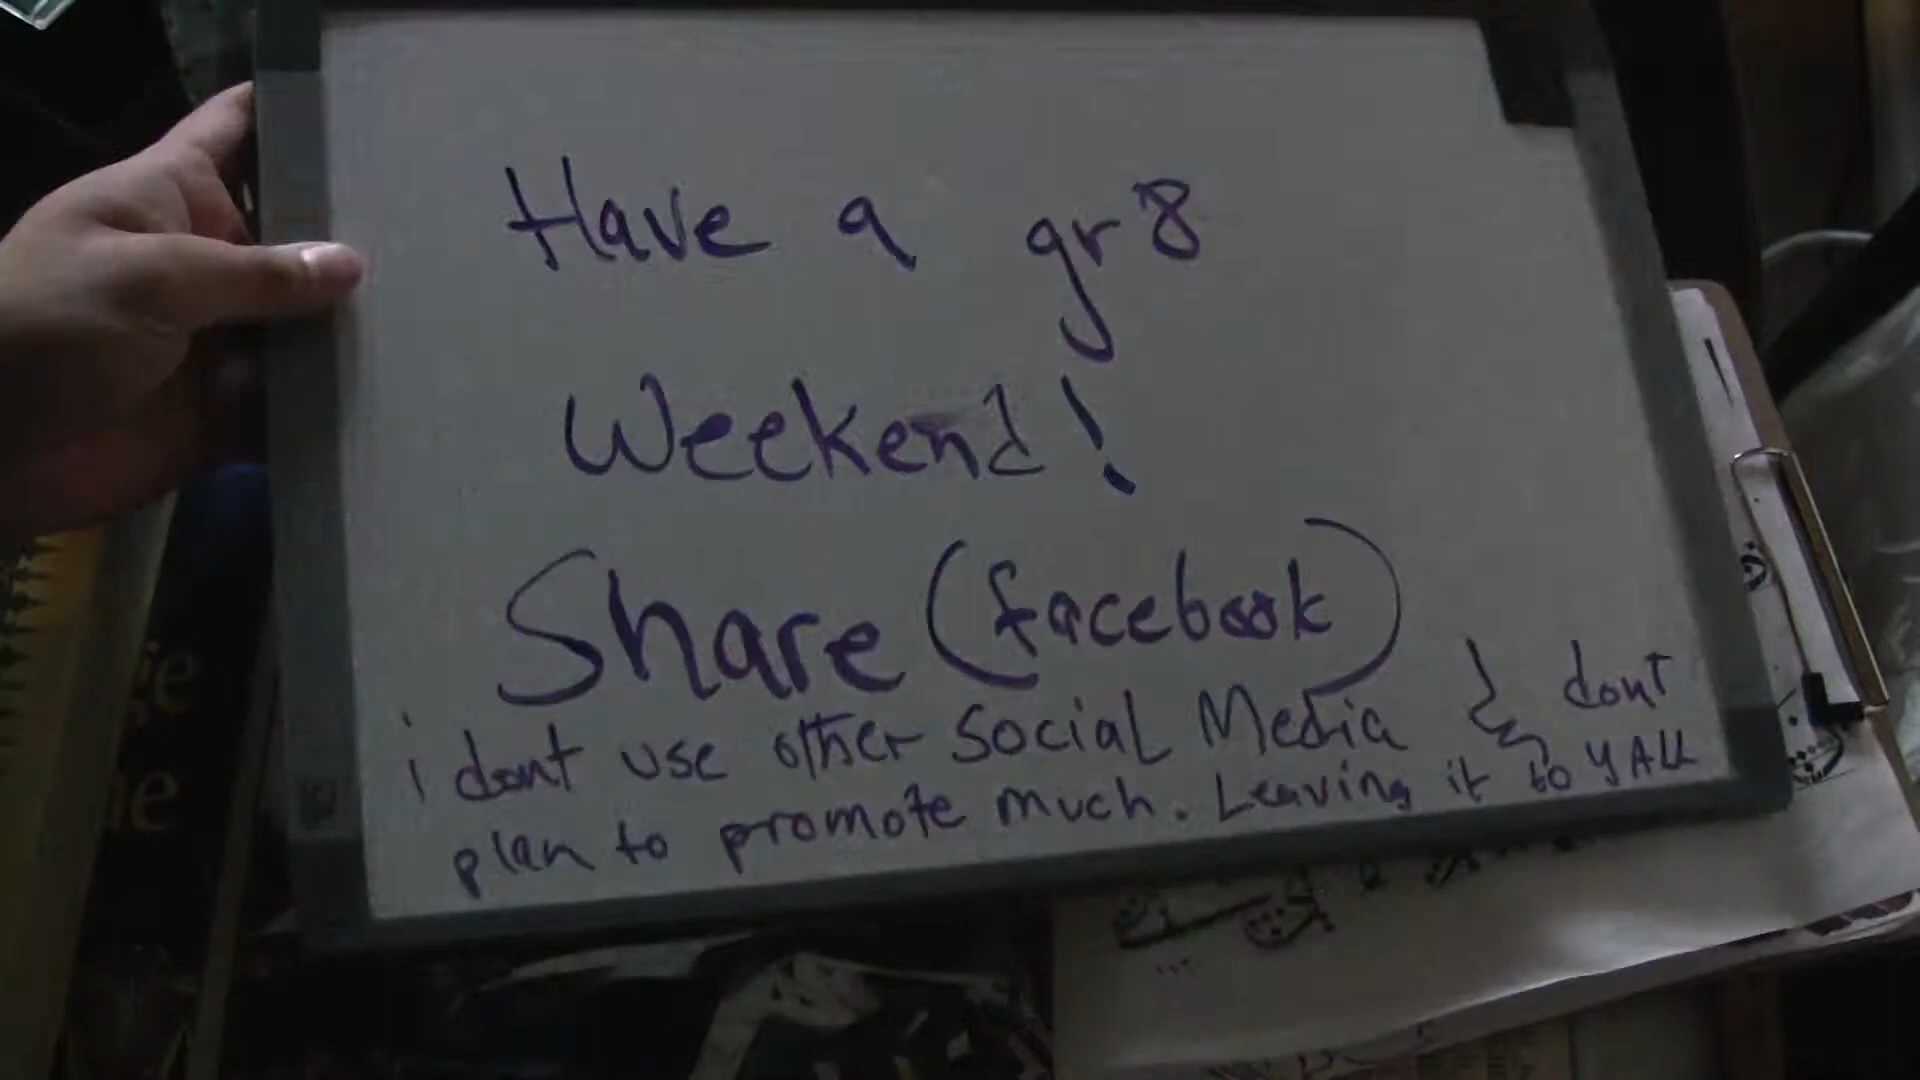 Have a gr8
Weekend!
Share (facebook)
i dont use other social Media & dont
plan to promote much. Leaving it to yALL